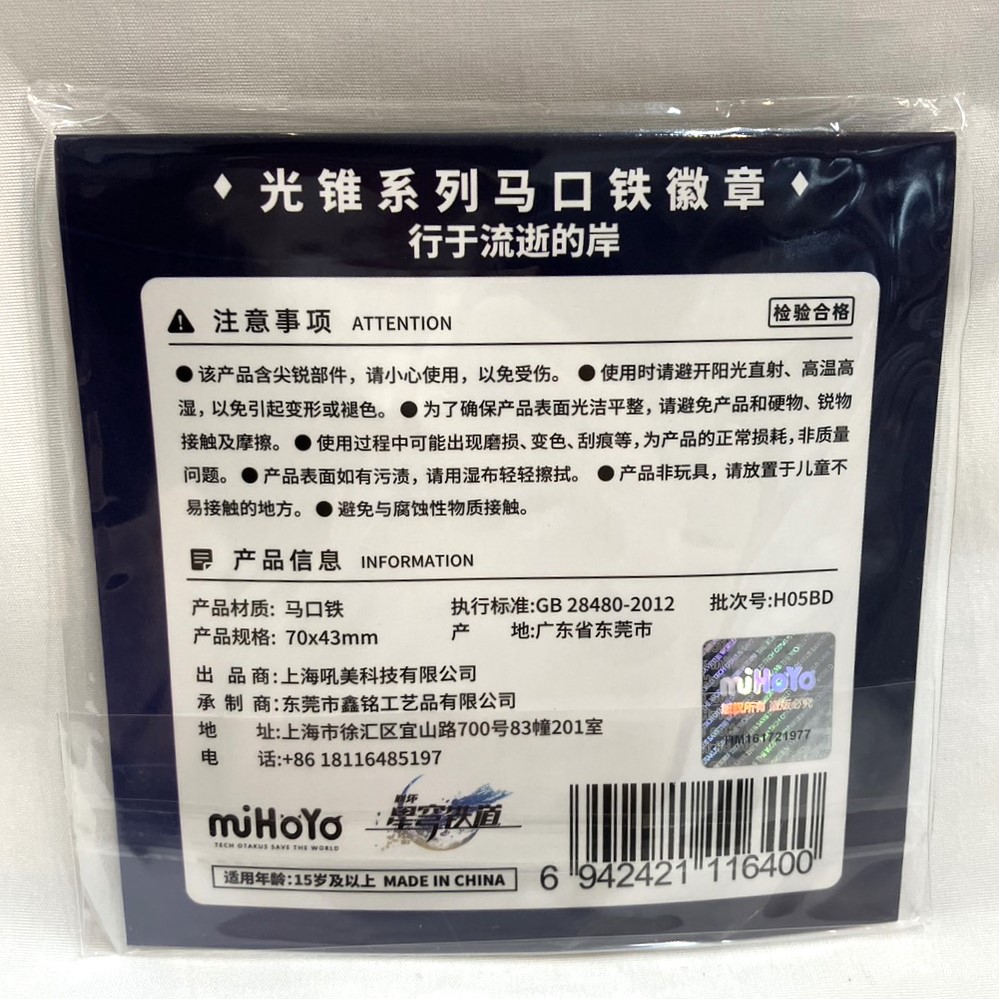 光锥系列马口铁徽章
行于流逝的岸
注意事项 ATTENTION
检验合格
●该产品含尖锐部件，请小心使用，以免受伤。 ●使用时请避开阳光直射、高温高
湿，以免引起变形或褪色。 ●为了确保产品表面光洁平整，请避免产品和硬物、锐物
接触及摩擦。 ●使用过程中可能出现磨损、变色、刮痕等，为产品的正常损耗，非质量
问题。 ●产品表面如有污渍，请用湿布轻轻擦拭。 ●产品非玩具，请放置于儿童不
易接触的地方。 ●避免与腐蚀性物质接触。
产品信息 INFORMATION
产品材质: 马口铁 执行标准:GB 28480-2012 批次号:H05BD
产品规格: 70x43mm 产 地:广东省东莞市
出品商:上海吼美科技有限公司
承制商:东莞市鑫铭工艺品有限公司
地 址:上海市徐汇区宜山路700号83幢201室
电 话:+86 18116485197
miHoYo
版权所有 盗版必究
HM161721977
miHoYo
TECH OTAKUS SAVE THE WORLD
崩坏
星穹铁道
适用年龄:15岁及以上 MADE IN CHINA
6 942421 116400